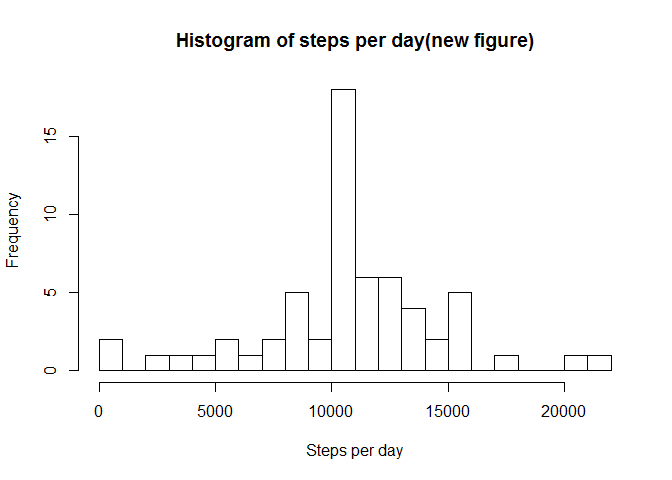 Histogram of steps per day(new figure)
Frequency
15
10
5
0
0 5000 10000 15000 20000
Steps per day